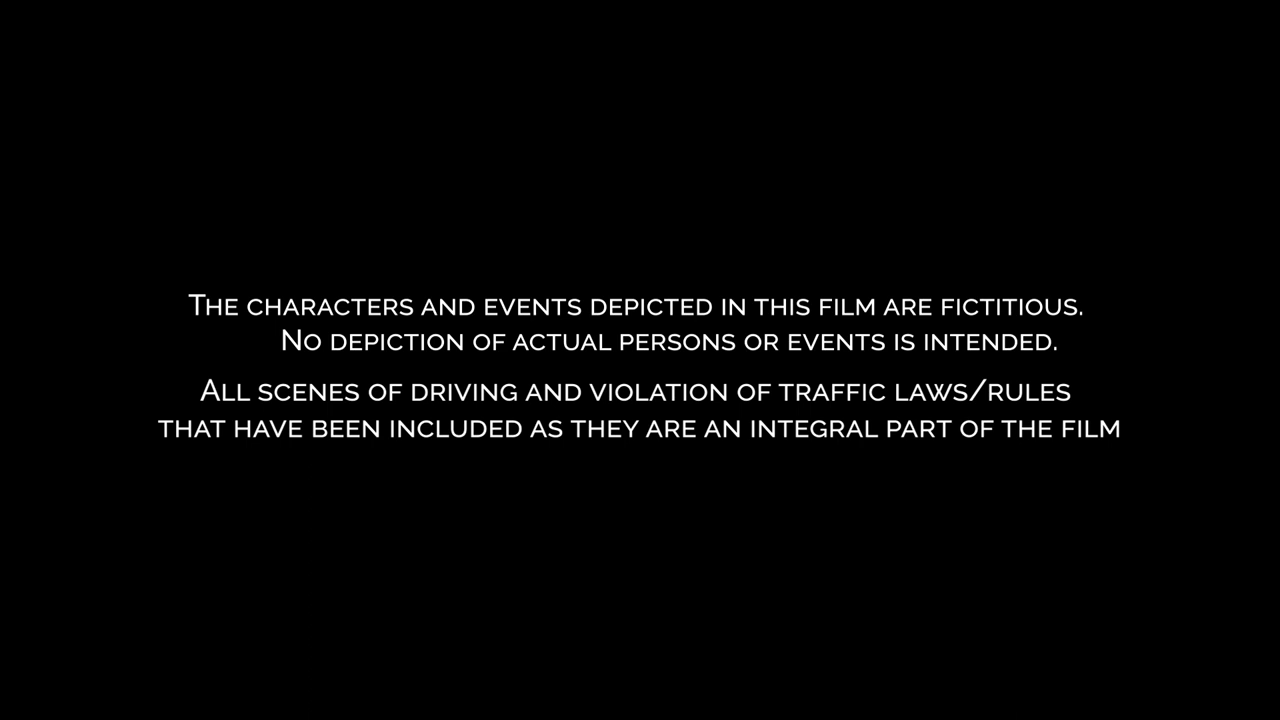 The characters and events depicted in this film are fictitious.
No depiction of actual persons or events is intended.
All scenes of driving and violation of traffic laws/rules
that have been included as they are an integral part of the film